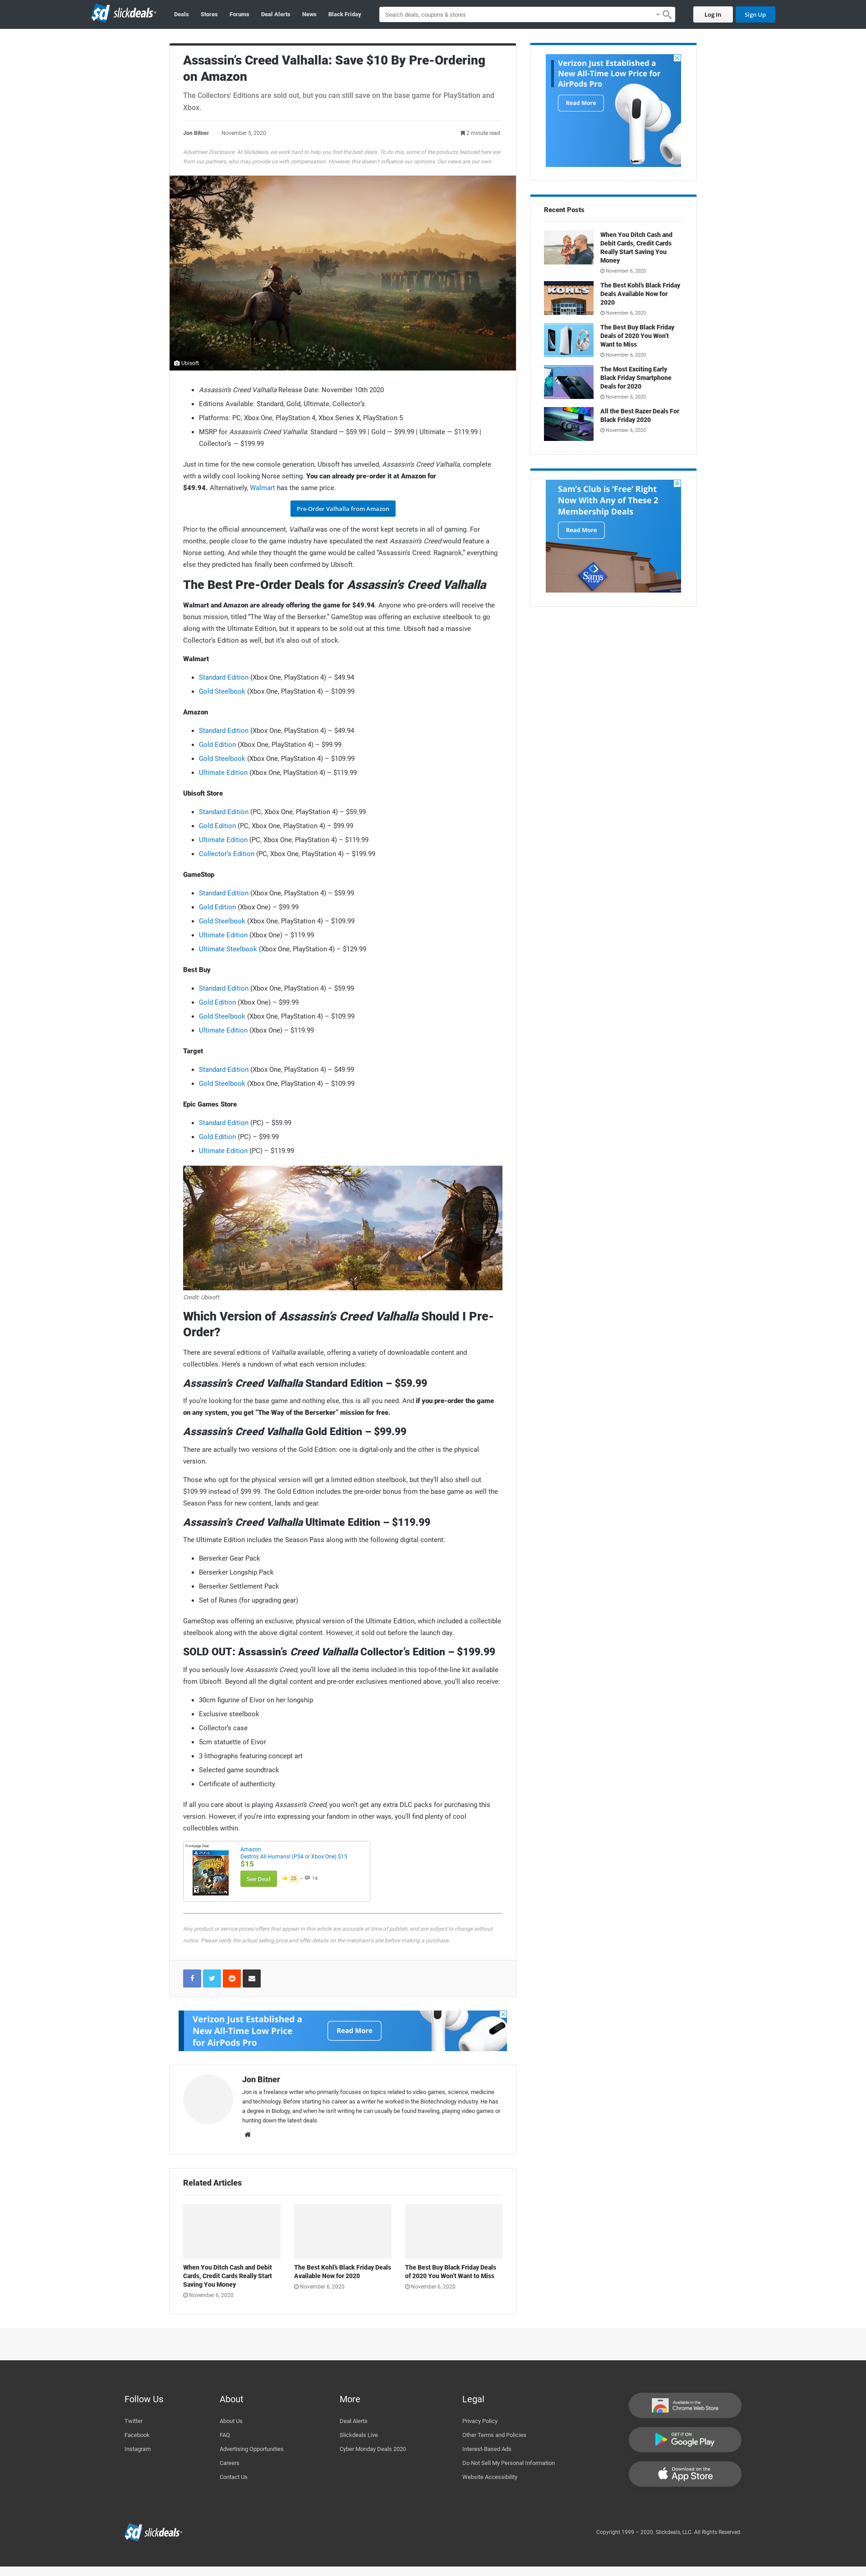 sd slickdeals
Deals
Stores
Forums
Deal Alerts
News
Black Friday
Search deals, coupons & stores
Log In
Sign Up
Assassin's Creed Valhalla: Save $10 By Pre-Ordering
on Amazon
The Collectors' Editions are sold out, but you can still save on the base game for PlayStation and
Xbox.
Jon Bitner · November 5, 2020
2 minute read
Advertiser Disclosure: At Slickdeals, we work hard to help you find the best deals. To do this, some of the products featured here are
from our partners, who may provide us with compensation. However, this doesn't influence our opinions. Our views are our own.
Ubisoft
• Assassin's Creed Valhalla Release Date: November 10th 2020
• Editions Available: Standard, Gold, Ultimate, Collector's
• Platforms: PC, Xbox One, PlayStation 4, Xbox Series X, PlayStation 5
• MSRP for Assassin's Creed Valhalla: Standard — $59.99 | Gold — $99.99 | Ultimate — $119.99 |
Collector's — $199.99
Just in time for the new console generation, Ubisoft has unveiled, Assassin's Creed Valhalla, complete
with a wildly cool looking Norse setting. You can already pre-order it at Amazon for
$49.94. Alternatively, Walmart has the same price.
Pre-Order Valhalla from Amazon
Prior to the official announcement, Valhalla was one of the worst kept secrets in all of gaming. For
months, people close to the game industry have speculated the next Assassin's Creed would feature a
Norse setting. And while they thought the game would be called "Assassin's Creed: Ragnarok," everything
else they predicted has finally been confirmed by Ubisoft.
The Best Pre-Order Deals for Assassin's Creed Valhalla
Walmart and Amazon are already offering the game for $49.94. Anyone who pre-orders will receive the
bonus mission, titled "The Way of the Berserker." GameStop was offering an exclusive steelbook to go
along with the Ultimate Edition, but it appears to be sold out at this time. Ubisoft had a massive
Collector's Edition as well, but it's also out of stock.
Walmart
• Standard Edition (Xbox One, PlayStation 4) – $49.94
• Gold Steelbook (Xbox One, PlayStation 4) – $109.99
Amazon
• Standard Edition (Xbox One, PlayStation 4) – $49.94
• Gold Edition (Xbox One, PlayStation 4) – $99.99
• Gold Steelbook (Xbox One, PlayStation 4) – $109.99
• Ultimate Edition (Xbox One, PlayStation 4) – $119.99
Ubisoft Store
• Standard Edition (PC, Xbox One, PlayStation 4) – $59.99
• Gold Edition (PC, Xbox One, PlayStation 4) – $99.99
• Ultimate Edition (PC, Xbox One, PlayStation 4) – $119.99
• Collector's Edition (PC, Xbox One, PlayStation 4) – $199.99
GameStop
• Standard Edition (Xbox One, PlayStation 4) – $59.99
• Gold Edition (Xbox One) – $99.99
• Gold Steelbook (Xbox One, PlayStation 4) – $109.99
• Ultimate Edition (Xbox One) – $119.99
• Ultimate Steelbook (Xbox One, PlayStation 4) – $129.99
Best Buy
• Standard Edition (Xbox One, PlayStation 4) – $59.99
• Gold Edition (Xbox One) – $99.99
• Gold Steelbook (Xbox One, PlayStation 4) – $109.99
• Ultimate Edition (Xbox One) – $119.99
Target
• Standard Edition (Xbox One, PlayStation 4) – $49.99
• Gold Steelbook (Xbox One, PlayStation 4) – $109.99
Epic Games Store
• Standard Edition (PC) – $59.99
• Gold Edition (PC) – $99.99
• Ultimate Edition (PC) – $119.99
Credit: Ubisoft
Which Version of Assassin's Creed Valhalla Should I Pre-
Order?
There are several editions of Valhalla available, offering a variety of downloadable content and
collectibles. Here's a rundown of what each version includes:
Assassin's Creed Valhalla Standard Edition – $59.99
If you're looking for the base game and nothing else, this is all you need. And if you pre-order the game
on any system, you get "The Way of the Berserker" mission for free.
Assassin's Creed Valhalla Gold Edition – $99.99
There are actually two versions of the Gold Edition: one is digital-only and the other is the physical
version.
Those who opt for the physical version will get a limited edition steelbook, but they'll also shell out
$109.99 instead of $99.99. The Gold Edition includes the pre-order bonus from the base game as well the
Season Pass for new content, lands and gear.
Assassin's Creed Valhalla Ultimate Edition – $119.99
The Ultimate Edition includes the Season Pass along with the following digital content:
• Berserker Gear Pack
• Berserker Longship Pack
• Berserker Settlement Pack
• Set of Runes (for upgrading gear)
GameStop was offering an exclusive, physical version of the Ultimate Edition, which included a collectible
steelbook along with the above digital content. However, it sold out before the launch day.
SOLD OUT: Assassin's Creed Valhalla Collector's Edition – $199.99
If you seriously love Assassin's Creed, you'll love all the items included in this top-of-the-line kit available
from Ubisoft. Beyond all the digital content and pre-order exclusives mentioned above, you'll also receive:
• 30cm figurine of Eivor on her longship
• Exclusive steelbook
• Collector's case
• 5cm statuette of Eivor
• 3 lithographs featuring concept art
• Selected game soundtrack
• Certificate of authenticity
If all you care about is playing Assassin's Creed, you won't get any extra DLC packs for purchasing this
version. However, if you're into expressing your fandom in other ways, you'll find plenty of cool
collectibles within.
Frontpage Deal
Amazon
Destroy All Humans! (PS4 or Xbox One) $15
$15
See Deal
25 • 14
Any product or service prices/offers that appear in this article are accurate at time of publish, and are subject to change without
notice. Please verify the actual selling price and offer details on the merchant's site before making a purchase.
Verizon Just Established a
New All-Time Low Price
for AirPods Pro
Read More
Jon Bitner
Jon is a freelance writer who primarily focuses on topics related to video games, science, medicine
and technology. Before starting his career as a writer he worked in the Biotechnology industry. He has
a degree in Biology, and when he isn't writing he can usually be found traveling, playing video games or
hunting down the latest deals.
Related Articles
When You Ditch Cash and Debit
Cards, Credit Cards Really Start
Saving You Money
November 6, 2020
The Best Kohl's Black Friday Deals
Available Now for 2020
November 6, 2020
The Best Buy Black Friday Deals
of 2020 You Won't Want to Miss
November 6, 2020
Verizon Just Established a
New All-Time Low Price for
AirPods Pro
Read More
Recent Posts
When You Ditch Cash and
Debit Cards, Credit Cards
Really Start Saving You
Money
November 6, 2020
KOHL'S
The Best Kohl's Black Friday
Deals Available Now for
2020
November 6, 2020
The Best Buy Black Friday
Deals of 2020 You Won't
Want to Miss
November 6, 2020
The Most Exciting Early
Black Friday Smartphone
Deals for 2020
November 6, 2020
All the Best Razer Deals For
Black Friday 2020
November 6, 2020
Sam's Club is 'Free' Right
Now With Any of These 2
Membership Deals
Read More
Sam's
Follow Us
Twitter
Facebook
Instagram
About
About Us
FAQ
Advertising Opportunities
Careers
Contact Us
More
Deal Alerts
Slickdeals Live
Cyber Monday Deals 2020
Legal
Privacy Policy
Other Terms and Policies
Interest-Based Ads
Do Not Sell My Personal Information
Website Accessibility
Available in the
Chrome Web Store
GET IT ON
Google Play
Download on the
App Store
sd slickdeals
Copyright 1999 – 2020. Slickdeals, LLC. All Rights Reserved.